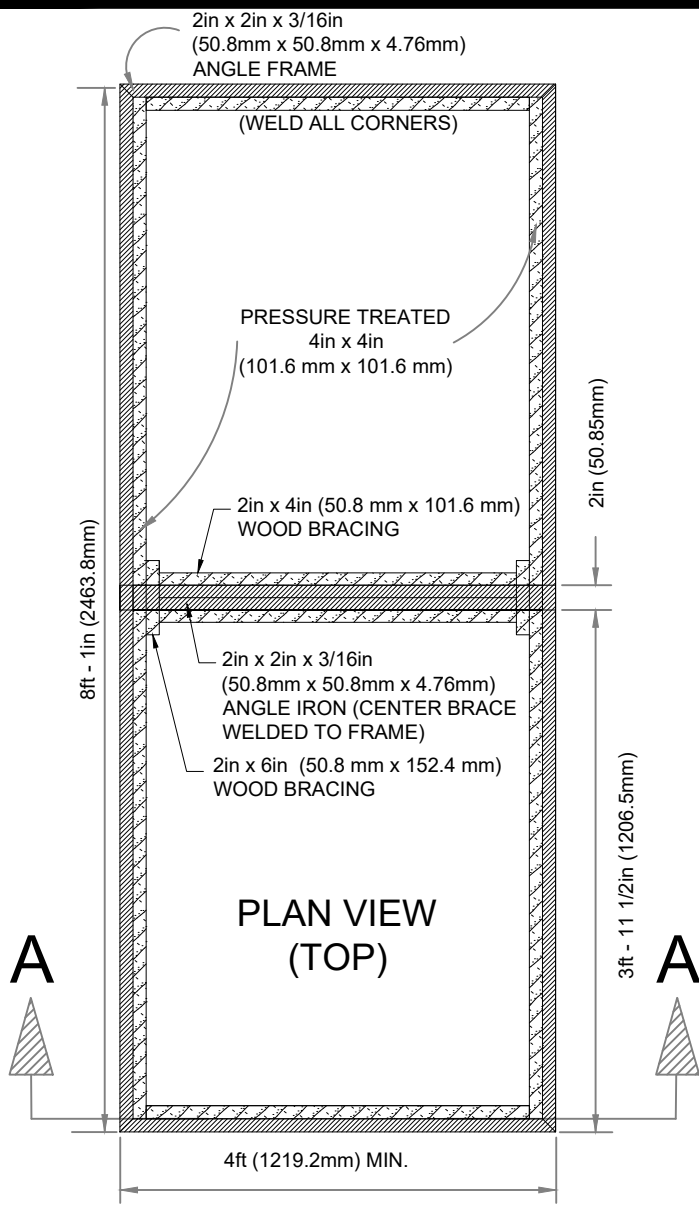 2in x 2in x 3/16in
(50.8mm x 50.8mm x 4.76mm)
ANGLE FRAME
(WELD ALL CORNERS)
PRESSURE TREATED
4in x 4in
(101.6 mm x 101.6 mm)
2in (50.85mm)
2in x 4in (50.8 mm x 101.6 mm)
WOOD BRACING
8ft - 1in (2463.8mm)
2in x 2in x 3/16in
(50.8mm x 50.8mm x 4.76mm)
ANGLE IRON (CENTER BRACE
WELDED TO FRAME)
2in x 6in (50.8 mm x 152.4 mm)
WOOD BRACING
3ft - 11 1/2in (1206.5mm)
PLAN VIEW
(TOP)
A
A
4ft (1219.2mm) MIN.